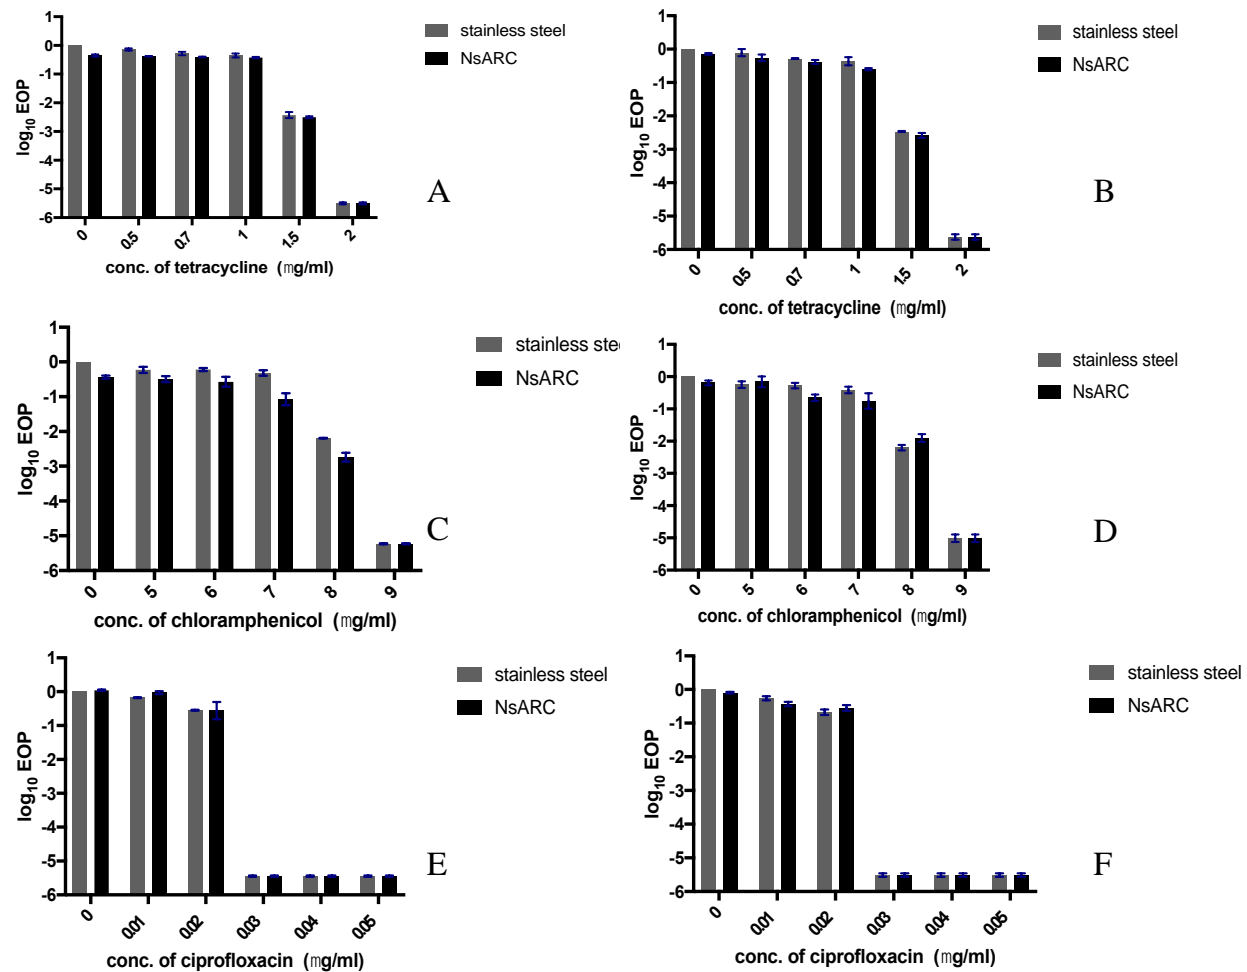 stainless steel
NsARC
log10 EOP
1
0
-1
-2
-3
-4
-5
-6
0
0.5
0.7
1
1.5
2
conc. of tetracycline (mg/ml)
A
stainless steel
NsARC
log10 EOP
1
0
-1
-2
-3
-4
-5
-6
0
0.5
0.7
1
1.5
2
conc. of tetracycline (mg/ml)
B
stainless stee
NsARC
log10 EOP
1
0
-1
-2
-3
-4
-5
-6
0
5
6
7
8
9
conc. of chloramphenicol (mg/ml)
C
stainless steel
NsARC
log10 EOP
1
0
-1
-2
-3
-4
-5
-6
0
5
6
7
8
9
conc. of chloramphenicol (mg/ml)
D
stainless steel
NsARC
log10 EOP
1
0
-1
-2
-3
-4
-5
-6
0
0.01
0.02
0.03
0.04
0.05
conc. of ciprofloxacin (mg/ml)
E
stainless steel
NsARC
log10 EOP
1
0
-1
-2
-3
-4
-5
-6
0
0.01
0.02
0.03
0.04
0.05
conc. of ciprofloxacin (mg/ml)
F